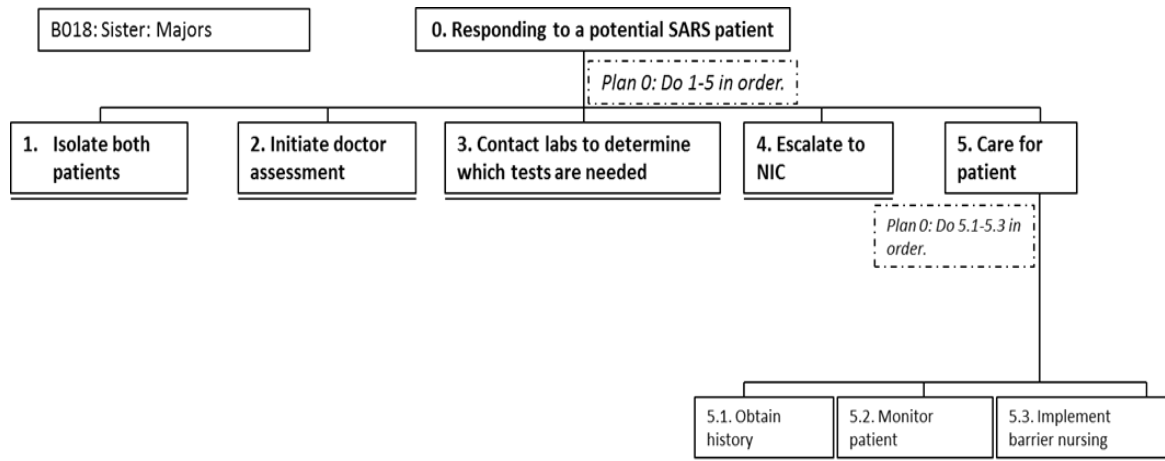 B018: Sister: Majors
0. Responding to a potential SARS patient
Plan 0: Do 1-5 in order.
1. Isolate both
patients
2. Initiate doctor
assessment
3. Contact labs to determine
which tests are needed
4. Escalate to
NIC
5. Care for
patient
Plan 0: Do 5.1-5.3 in
order.
5.1. Obtain
history
5.2. Monitor
patient
5.3. Implement
barrier nursing